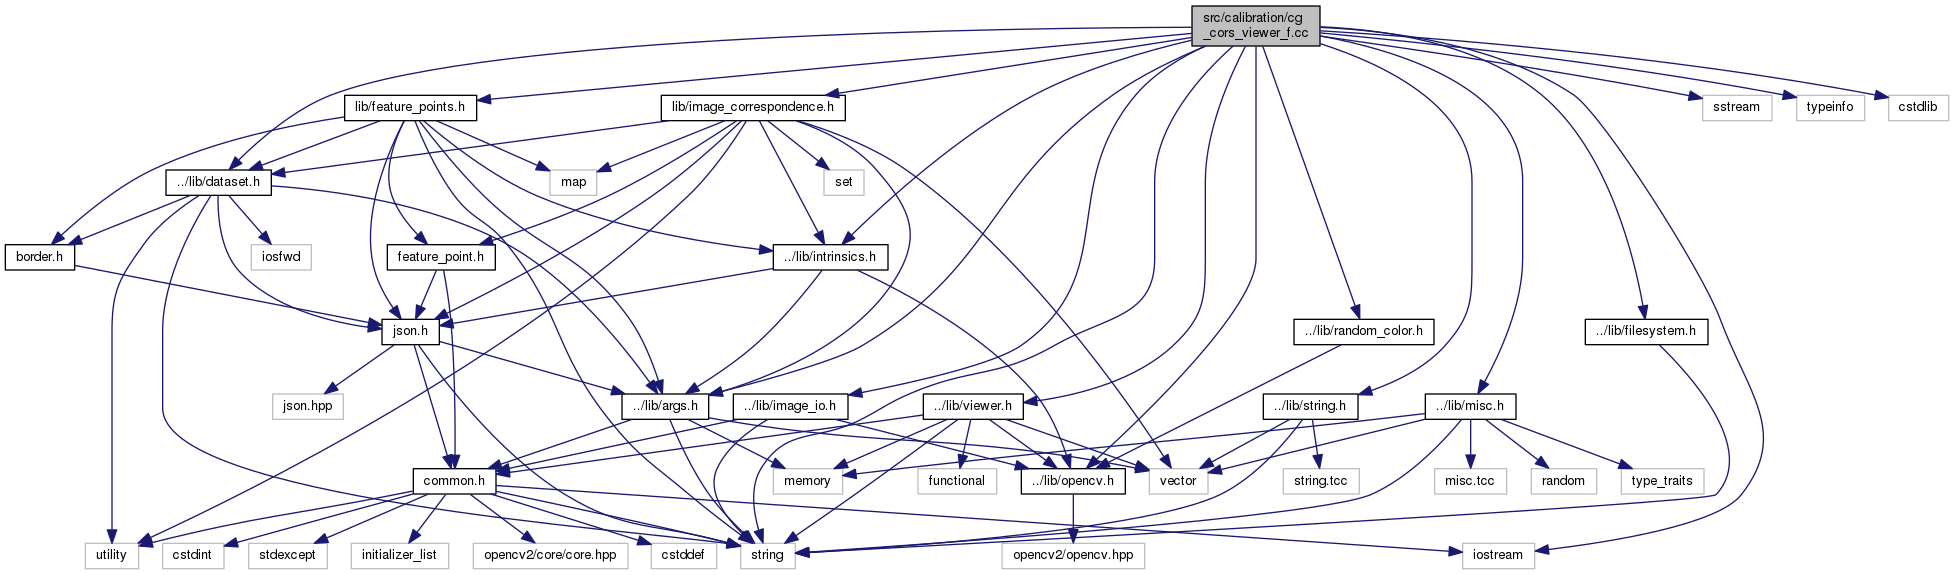 src/calibration/cg
_cors_viewer_f.cc
lib/feature_points.h
lib/image_correspondence.h
sstream
typeinfo
cstdlib
../lib/dataset.h
map
set
border.h
iosfwd
feature_point.h
../lib/intrinsics.h
json.h
../lib/random_color.h
../lib/filesystem.h
json.hpp
../lib/args.h
../lib/image_io.h
../lib/viewer.h
../lib/string.h
../lib/misc.h
common.h
memory
functional
../lib/opencv.h
vector
string.tcc
misc.tcc
random
type_traits
utility
cstdint
stdexcept
initializer_list
opencv2/core/core.hpp
cstddef
string
opencv2/opencv.hpp
iostream